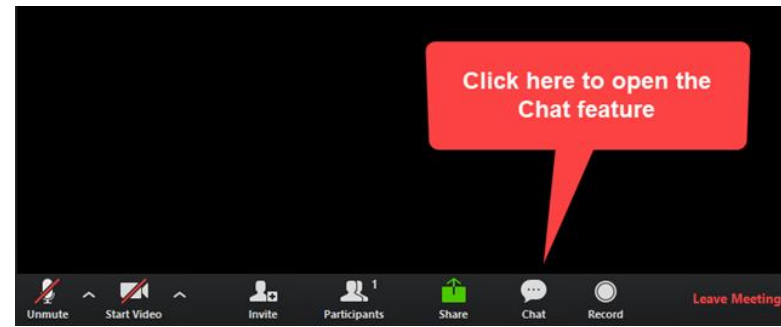 Click here to open the
Chat feature
1
Unmute Start Video Invite Participants Share Chat Record Leave Meeting